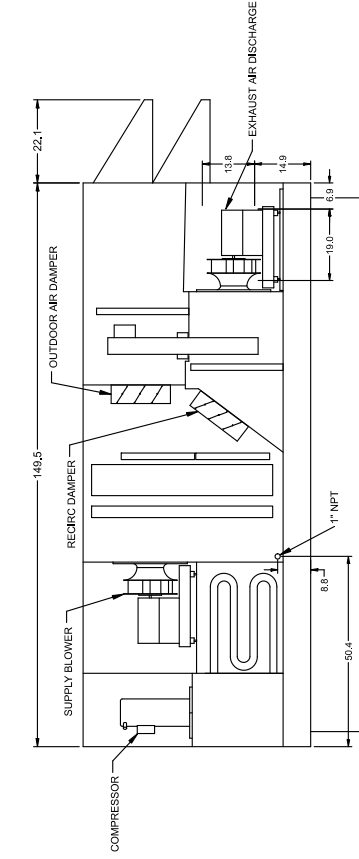 22.1
149.5
EXHAUST AIR DISCHARGE
13.8
14.9
6.9
19.0
OUTDOOR AIR DAMPER
RECIRC DAMPER
SUPPLY BLOWER
COMPRESSOR
1" NPT
8.8
50.4